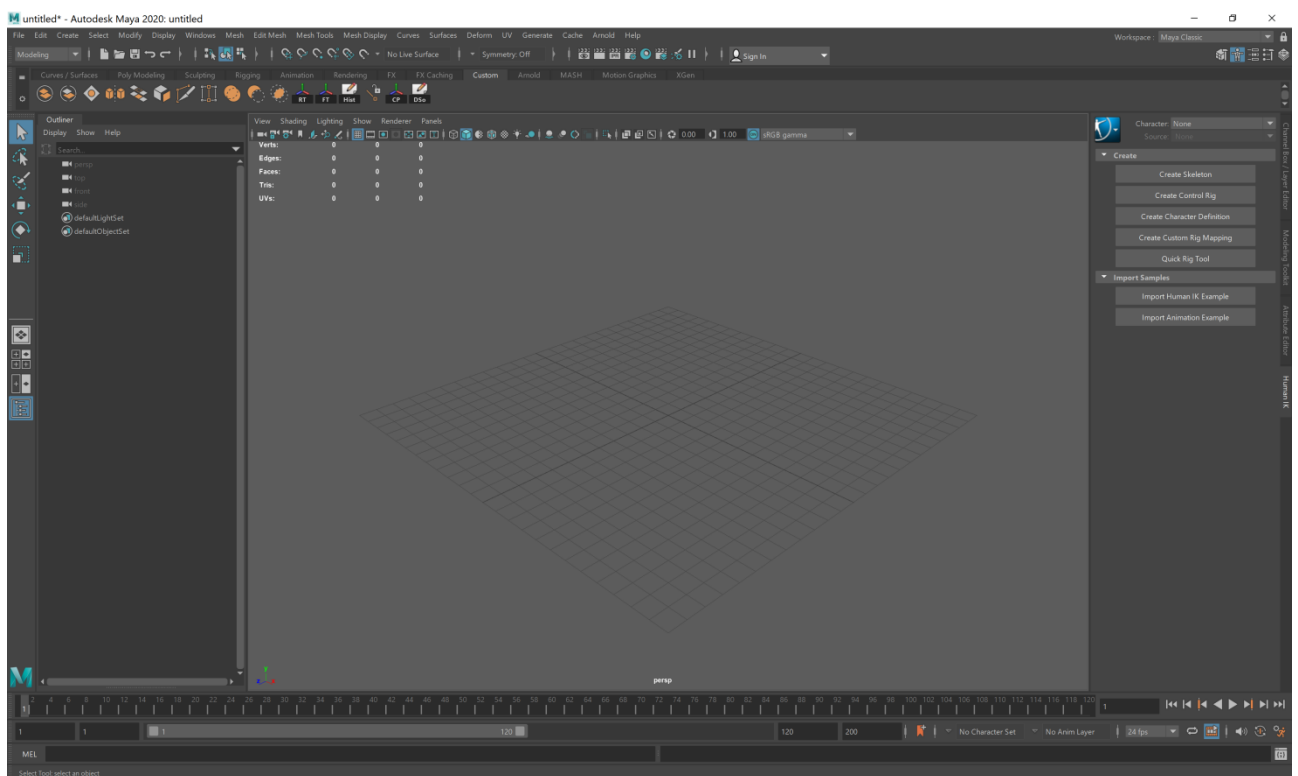 untitled* - Autodesk Maya 2020: untitled
File Edit Create Select Modify Display Windows Mesh Edit Mesh Mesh Tools Mesh Display Curves Surfaces Deform UV Generate Cache Arnold Help Workspace : Maya Classic
Modeling No Live Surface Symmetry: Off Sign In
Curves / Surfaces Poly Modeling Sculpting Rigging Animation Rendering FX FX Caching Custom Arnold MASH Motion Graphics XGen
RT FT Hist CP DSo
Outliner
Display Show Help
Search...
persp
top
front
side
defaultLightSet
defaultObjectSet
View Shading Lighting Show Renderer Panels
0.00 1.00 sRGB gamma
Verts: 0 0 0
Edges: 0 0 0
Faces: 0 0 0
Tris: 0 0 0
UVs: 0 0 0
persp
Character: None
Source: None
Create
Create Skeleton
Create Control Rig
Create Character Definition
Create Custom Rig Mapping
Quick Rig Tool
Import Samples
Import Human IK Example
Import Animation Example
Channel Box / Layer Editor
Modeling Toolkit
Attribute Editor
Human IK
2 4 6 8 10 12 14 16 18 20 22 24 26 28 30 32 34 36 38 40 42 44 46 48 50 52 54 56 58 60 62 64 66 68 70 72 74 76 78 80 82 84 86 88 90 92 94 96 98 100 102 104 106 108 110 112 114 116 118 120
1 1
1 1 1 120 120 200 No Character Set No Anim Layer 24 fps
MEL
Select Tool: select an object